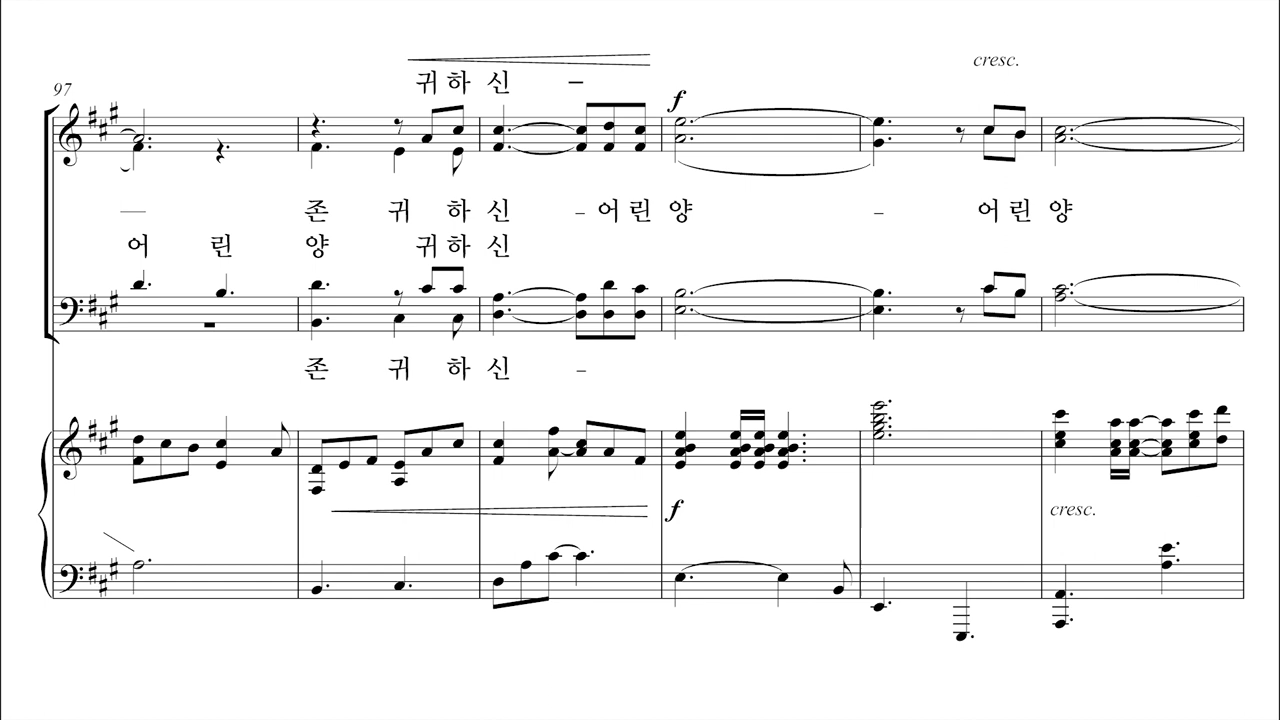 cresc.
97
귀 하 신 –
f
존 귀 하 신 – 어 린 양 – 어 린 양
어 린 양 귀 하 신
존 귀 하 신 –
f
cresc.